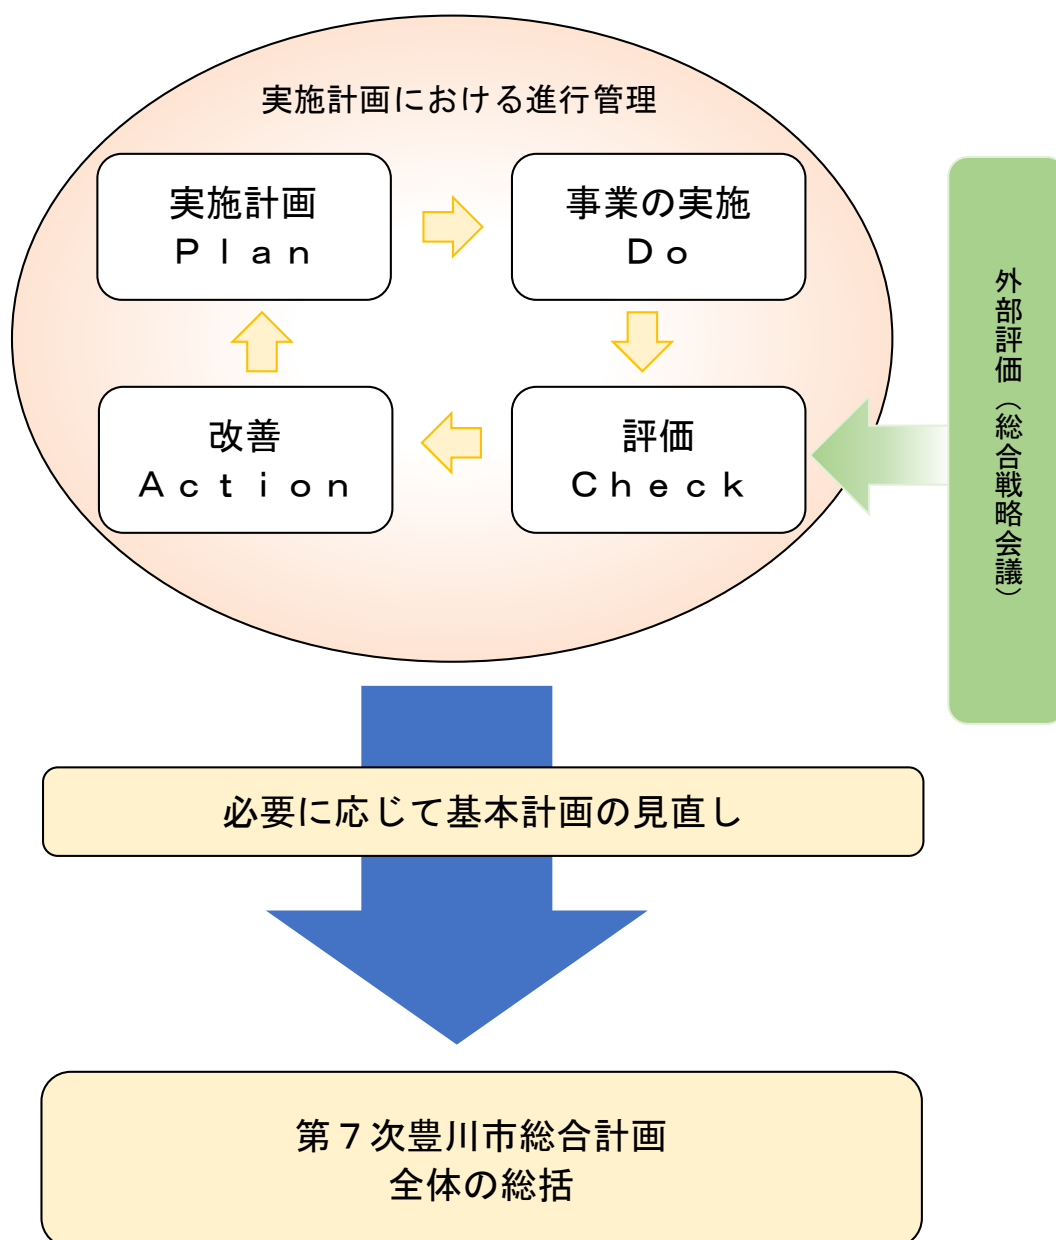 実施計画における進行管理
実施計画
Ｐｌａｎ
事業の実施
Ｄｏ
改善
Ａｃｔｉｏｎ
評価
Ｃｈｅｃｋ
外部評価（総合戦略会議）
必要に応じて基本計画の見直し
第７次豊川市総合計画
全体の総括